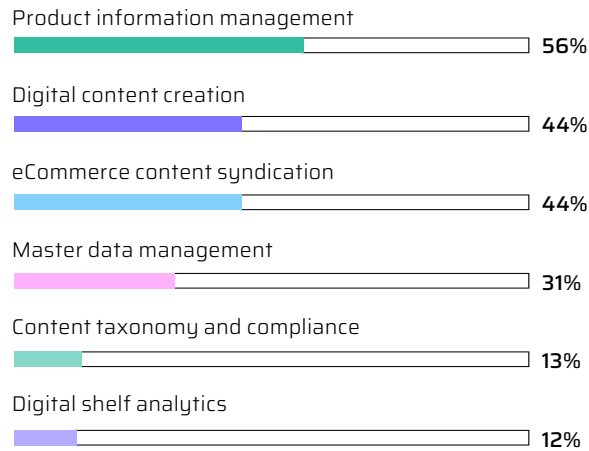 Product information management
56%
Digital content creation
44%
eCommerce content syndication
44%
Master data management
31%
Content taxonomy and compliance
13%
Digital shelf analytics
12%